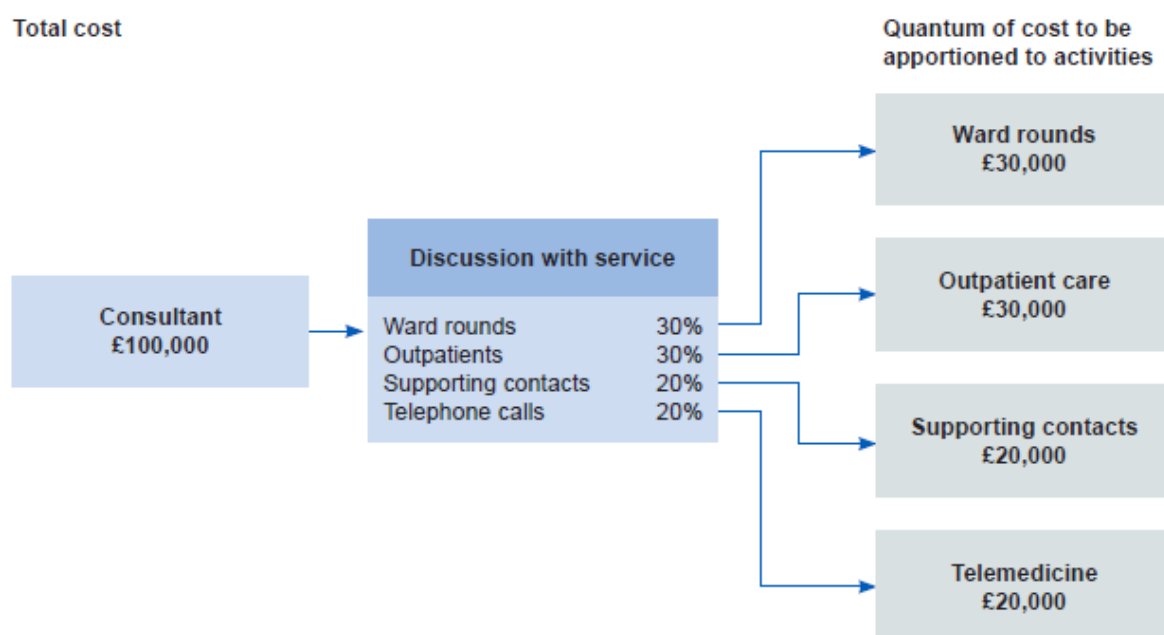 Total cost
Quantum of cost to be
apportioned to activities
Consultant
£100,000
Discussion with service
Ward rounds 30%
Outpatients 30%
Supporting contacts 20%
Telephone calls 20%
Ward rounds
£30,000
Outpatient care
£30,000
Supporting contacts
£20,000
Telemedicine
£20,000